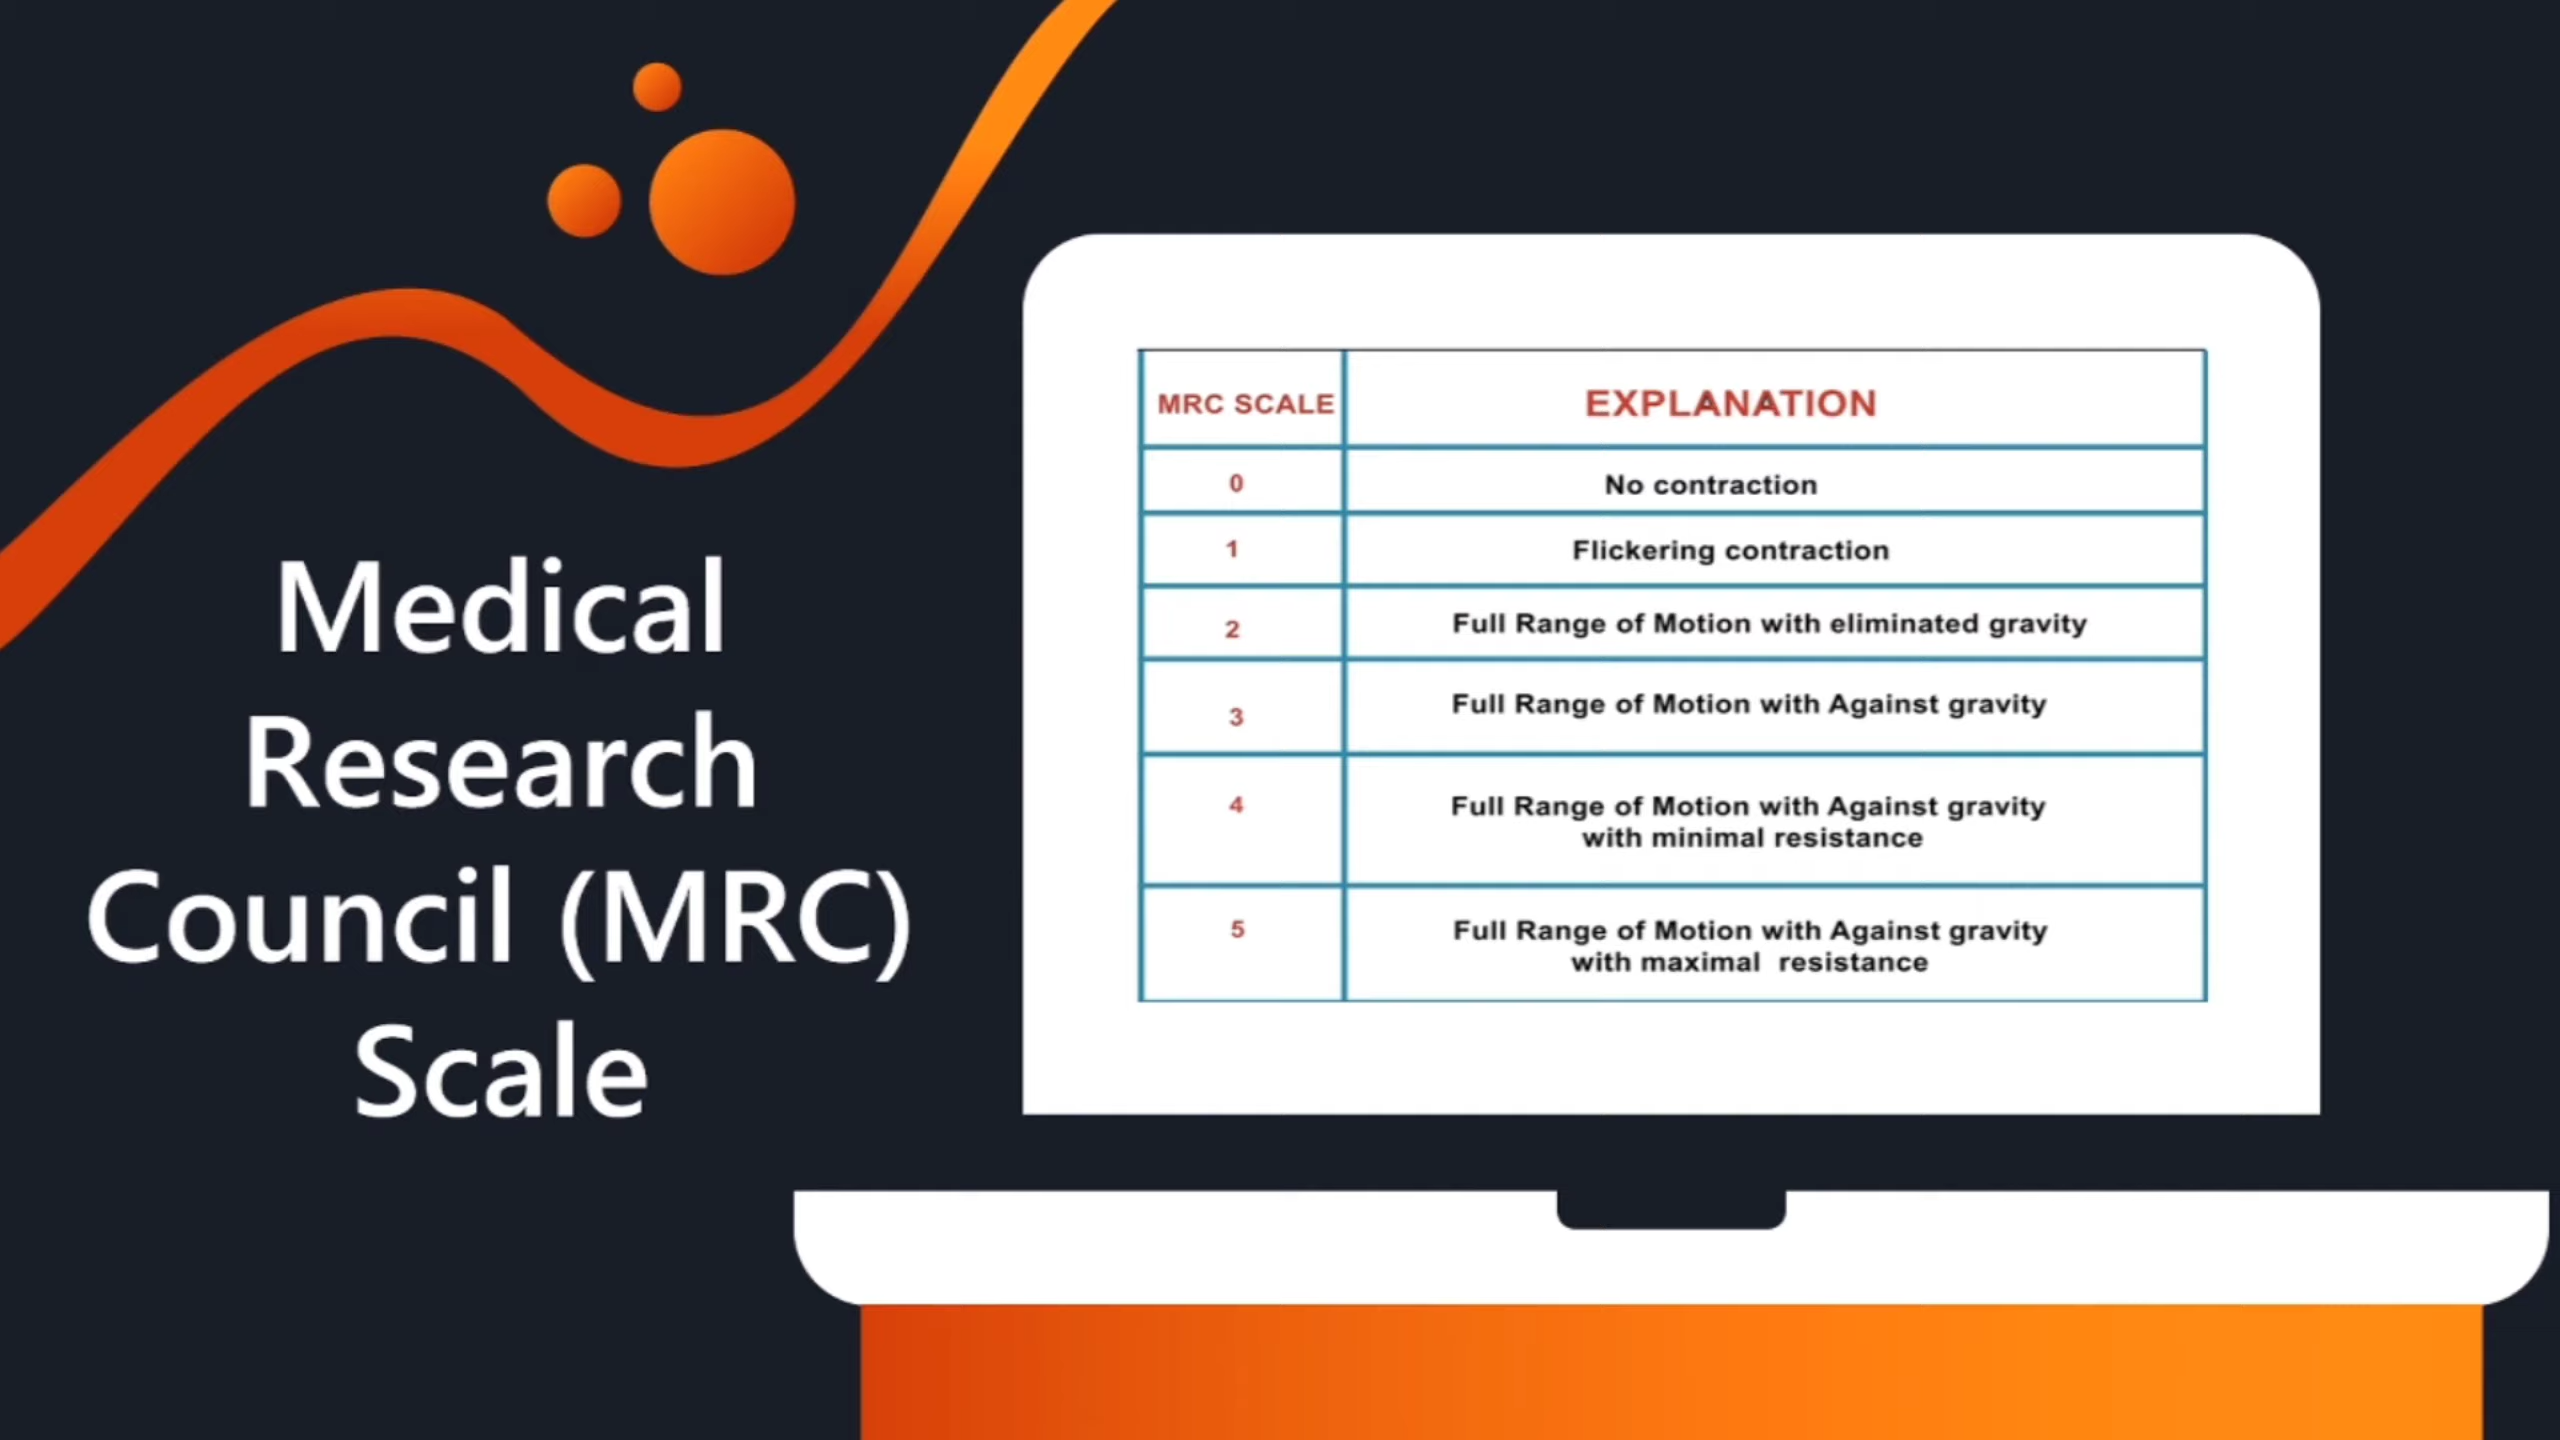 Medical
Research
Council (MRC)
Scale
MRC SCALE EXPLANATION
0 No contraction
1 Flickering contraction
2 Full Range of Motion with eliminated gravity
3 Full Range of Motion with Against gravity
4 Full Range of Motion with Against gravity
with minimal resistance
5 Full Range of Motion with Against gravity
with maximal resistance